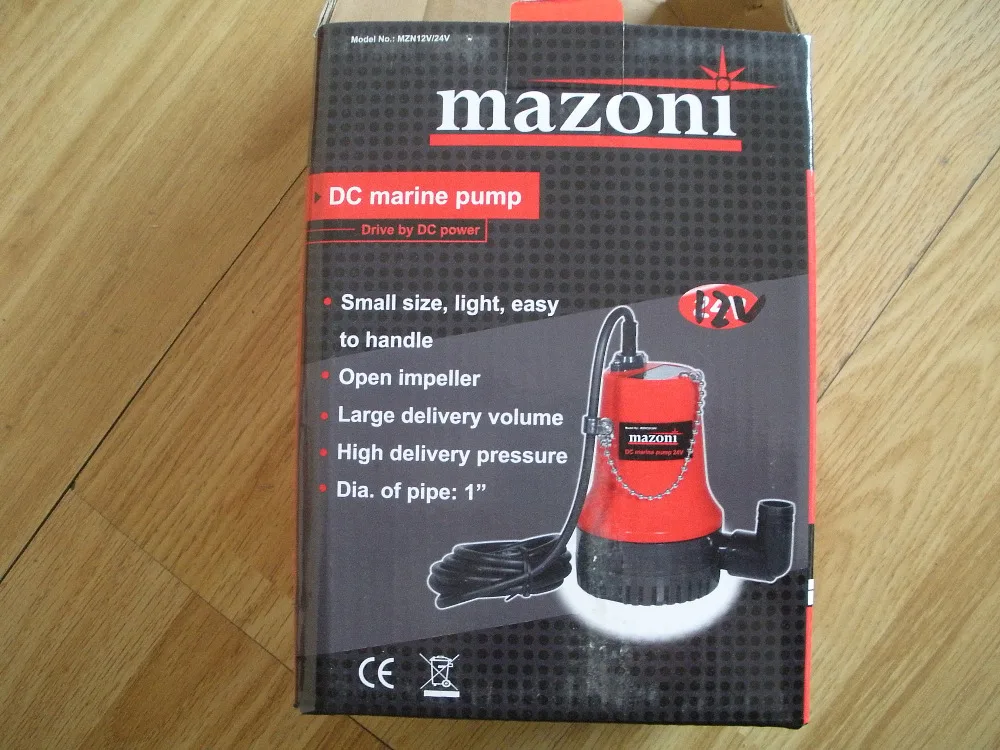 Model No.: MZN12V/24V
mazoni
DC marine pump
Drive by DC power
• Small size, light, easy
to handle
• Open impeller
• Large delivery volume
• High delivery pressure
• Dia. of pipe: 1”
12V
mazoni
DC marine pump 24V
CE